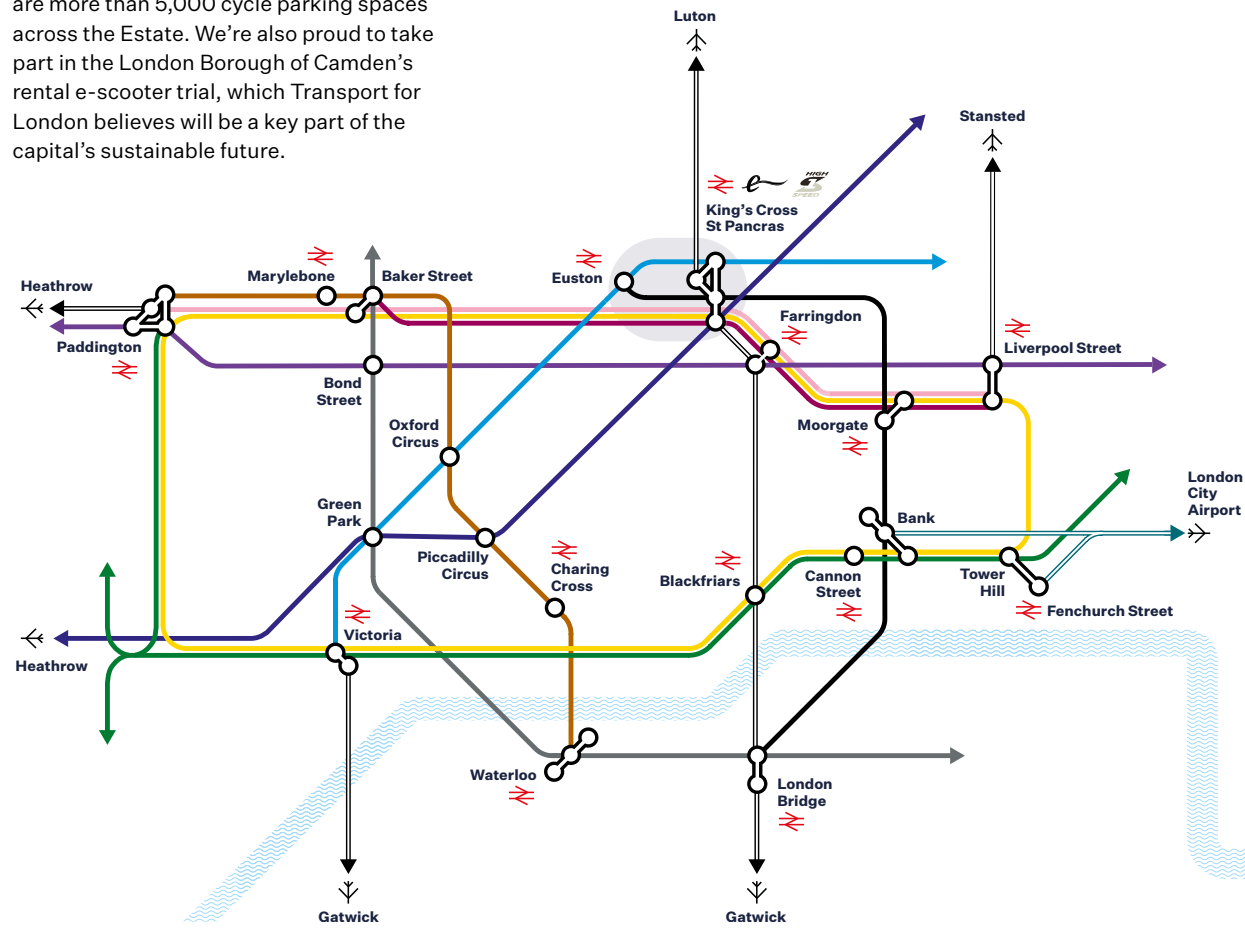 are more than 5,000 cycle parking spaces
across the Estate. We're also proud to take
part in the London Borough of Camden's
rental e-scooter trial, which Transport for
London believes will be a key part of the
capital's sustainable future.
Luton
Stansted
HIGH
SPEED
King's Cross
St Pancras
Euston
Marylebone
Baker Street
Heathrow
Farringdon
Paddington
Liverpool Street
Bond
Street
Oxford
Circus
Moorgate
Green
Park
London
City
Airport
Bank
Piccadilly
Circus
Charing
Cross
Blackfriars
Cannon
Street
Tower
Hill
Fenchurch Street
Victoria
Heathrow
Waterloo
London
Bridge
Gatwick
Gatwick